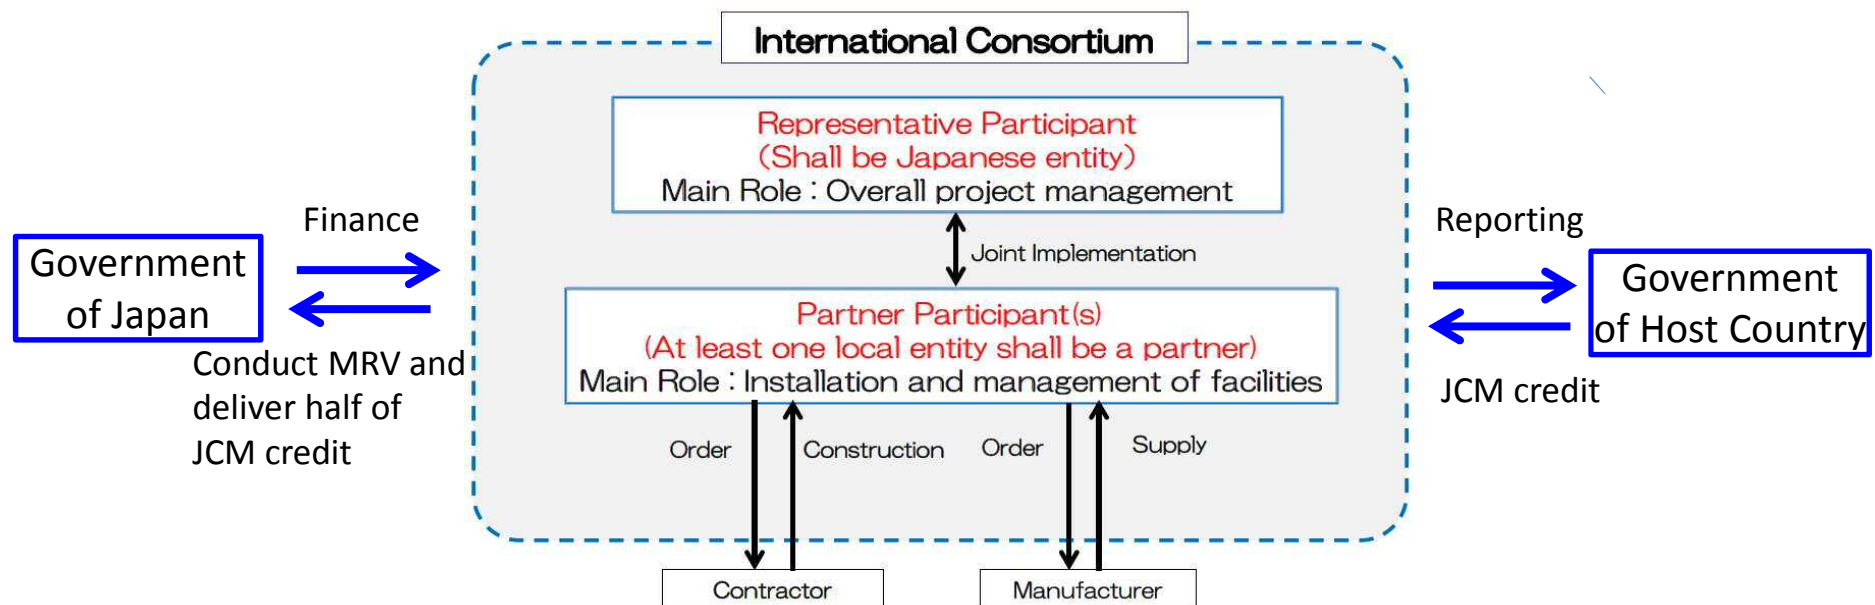 International Consortium
Representative Participant
(Shall be Japanese entity)
Main Role : Overall project management
Finance
Government
of Japan
Conduct MRV and
deliver half of
JCM credit
Joint Implementation
Partner Participant(s)
(At least one local entity shall be a partner)
Main Role : Installation and management of facilities
Order
Construction
Order
Supply
Contractor
Manufacturer
Reporting
Government
of Host Country
JCM credit